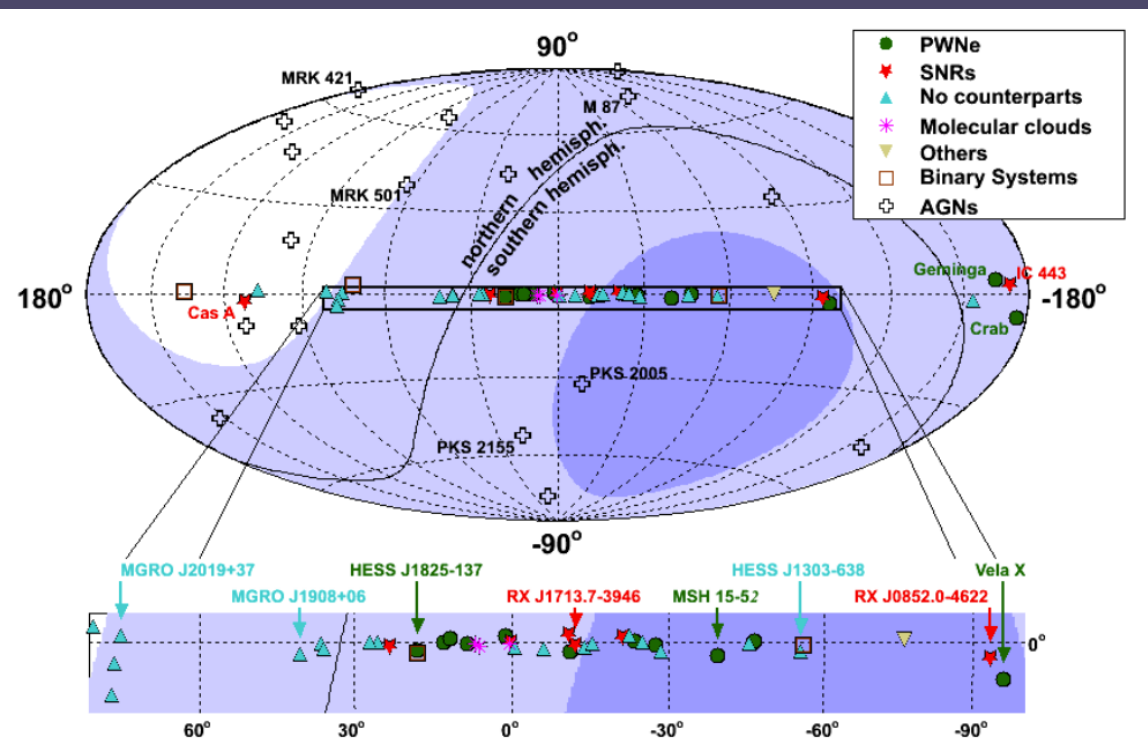 90°
MRK 421
M 87
MRK 501
northern hemisph.
southern hemisph.
180°
-180°
Cas A
Geminga
IC 443
Crab
PKS 2005
PKS 2155
-90°
PWNe
SNRs
No counterparts
Molecular clouds
Others
Binary Systems
AGNs
MGRO J2019+37
HESS J1825-137
HESS J1303-638
Vela X
MGRO J1908+06
RX J1713.7-3946
MSH 15-52
RX J0852.0-4622
0°
60°
30°
0°
-30°
-60°
-90°